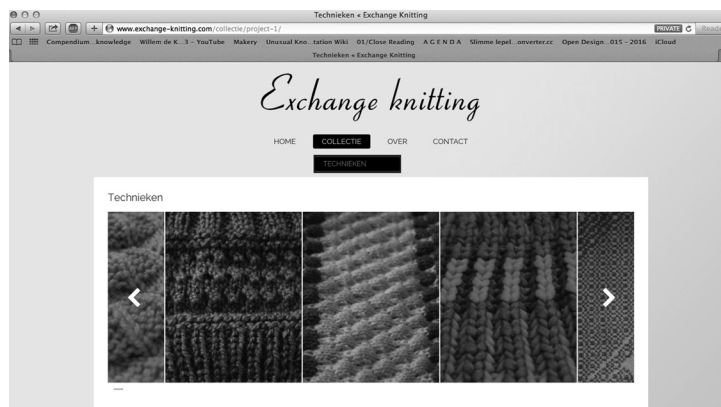 Technieken « Exchange Knitting
www.exchange-knitting.com/collectie/project-1/
PRIVATE
Reade
Compendium...knowledge Willem de K...3 – YouTube Makery Unusual Kno...tation Wiki 01/Close Reading A G E N D A Slimme lepel...onverter.cc Open Design...015 – 2016 iCloud
Technieken « Exchange Knitting
Exchange knitting
HOME COLLECTIE OVER CONTACT
TECHNIEKEN
Technieken